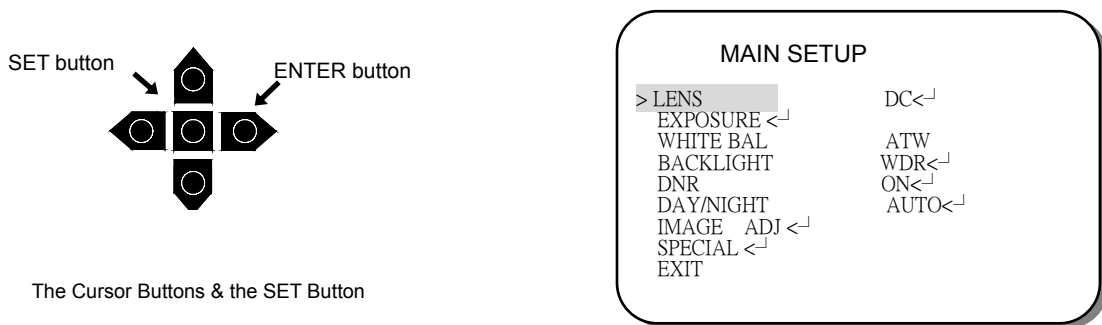 SET button
ENTER button
The Cursor Buttons & the SET Button
MAIN SETUP
> LENS DC<┘
EXPOSURE <┘
WHITE BAL ATW
BACKLIGHT WDR<┘
DNR ON<┘
DAY/NIGHT AUTO<┘
IMAGE ADJ <┘
SPECIAL <┘
EXIT